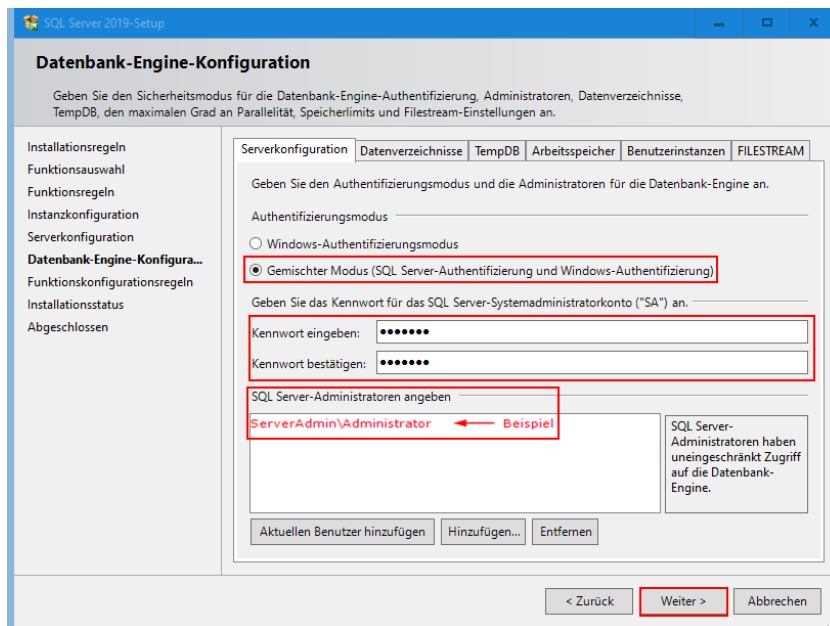 SQL Server 2019-Setup
Datenbank-Engine-Konfiguration
Geben Sie den Sicherheitsmodus für die Datenbank-Engine-Authentifizierung, Administratoren, Datenverzeichnisse,
TempDB, den maximalen Grad an Parallelität, Speicherlimits und Filestream-Einstellungen an.
Installationsregeln
Funktionsauswahl
Funktionsregeln
Instanzkonfiguration
Serverkonfiguration
Datenbank-Engine-Konfigura...
Funktionskonfigurationsregeln
Installationsstatus
Abgeschlossen
Serverkonfiguration Datenverzeichnisse TempDB Arbeitsspeicher Benutzerinstanzen FILESTREAM
Geben Sie den Authentifizierungsmodus und die Administratoren für die Datenbank-Engine an.
Authentifizierungsmodus
Windows-Authentifizierungsmodus
Gemischter Modus (SQL Server-Authentifizierung und Windows-Authentifizierung)
Geben Sie das Kennwort für das SQL Server-Systemadministratorkonto ("SA") an.
Kennwort eingeben: •••••••
Kennwort bestätigen: •••••••
SQL Server-Administratoren angeben
ServerAdmin\Administrator Beispiel
SQL Server-
Administratoren haben
uneingeschränkt Zugriff
auf die Datenbank-
Engine.
Aktuellen Benutzer hinzufügen Hinzufügen... Entfernen
< Zurück Weiter > Abbrechen